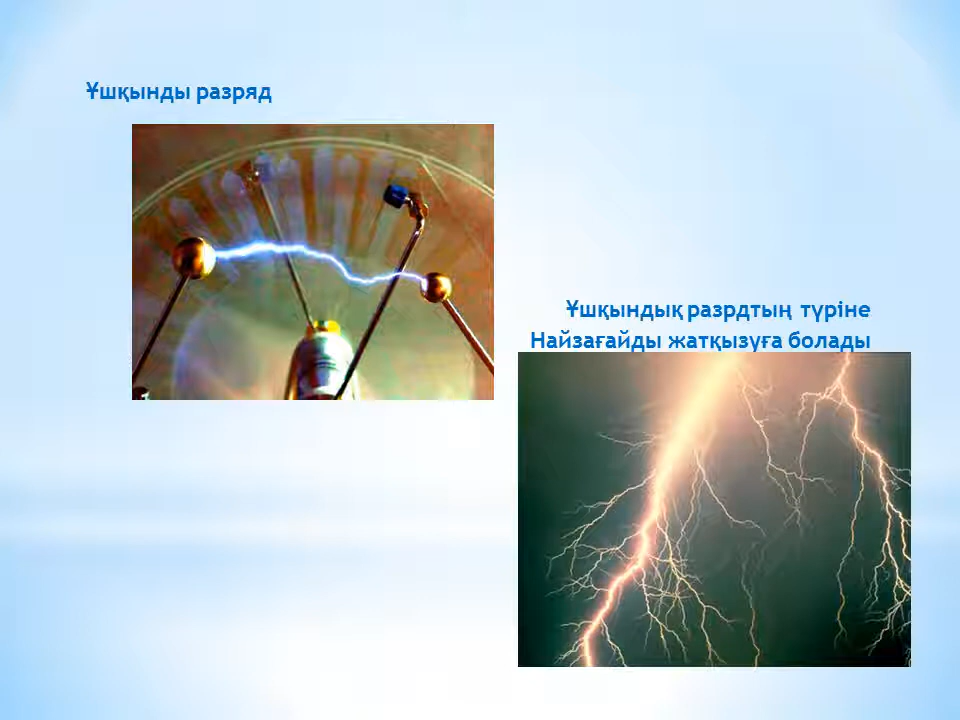 Ұшқынды разряд
Ұшқындық разрдтың түріне
Найзағайды жатқызуға болады